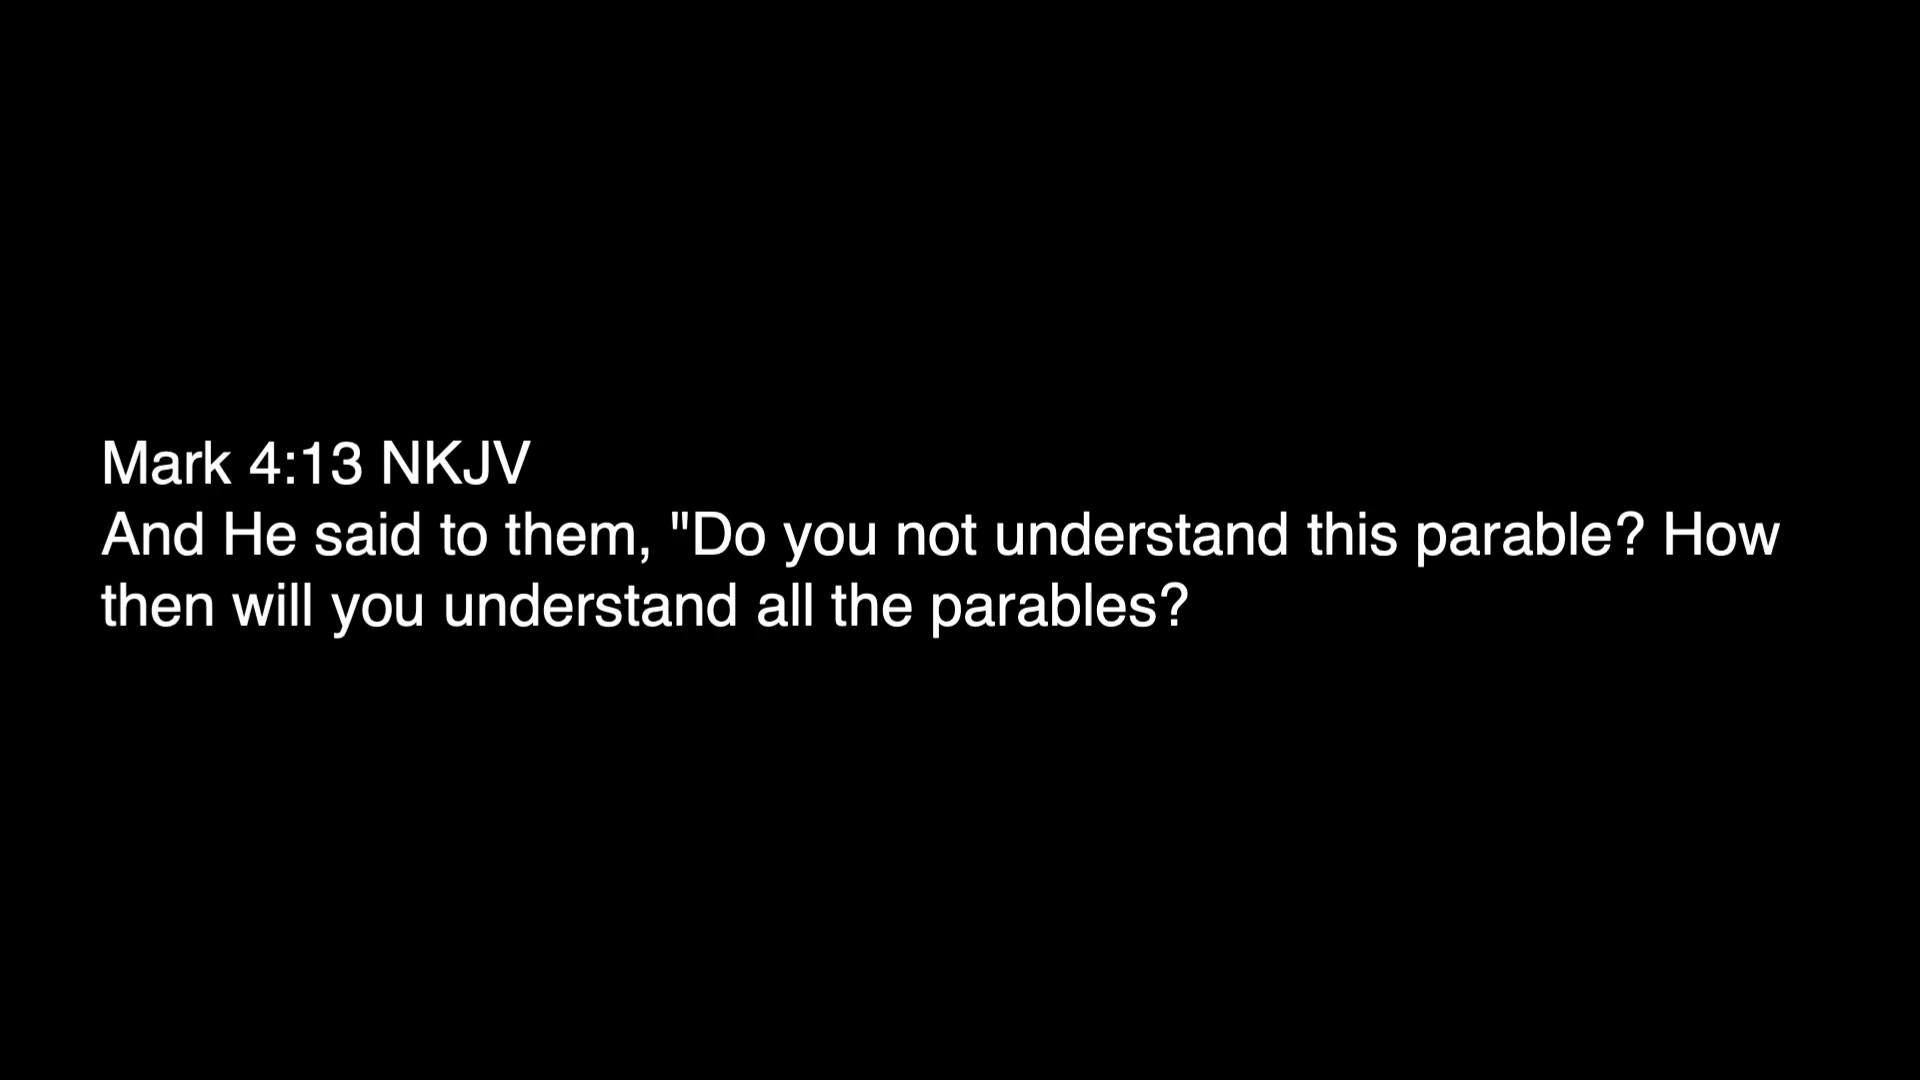 Mark 4:13 NKJV
And He said to them, "Do you not understand this parable? How
then will you understand all the parables?